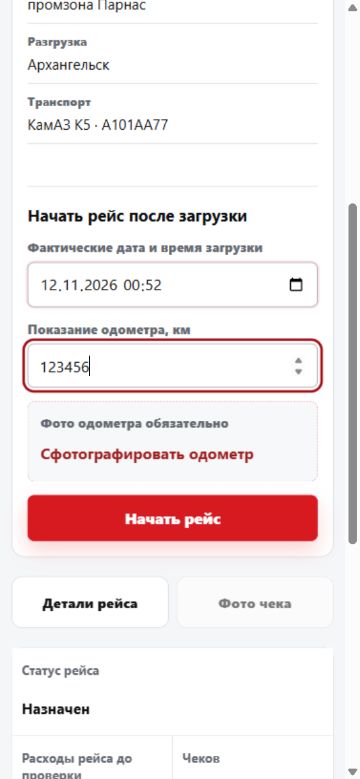 промзона Парнас
Разгрузка
Архангельск
Транспорт
КамАЗ К5 · А101АА77
Начать рейс после загрузки
Фактические дата и время загрузки
12.11.2026 00:52
Показание одометра, км
123456
Фото одометра обязательно
Сфотографировать одометр
Начать рейс
Детали рейса
Фото чека
Статус рейса
Назначен
Расходы рейса до
Чеков
проверки